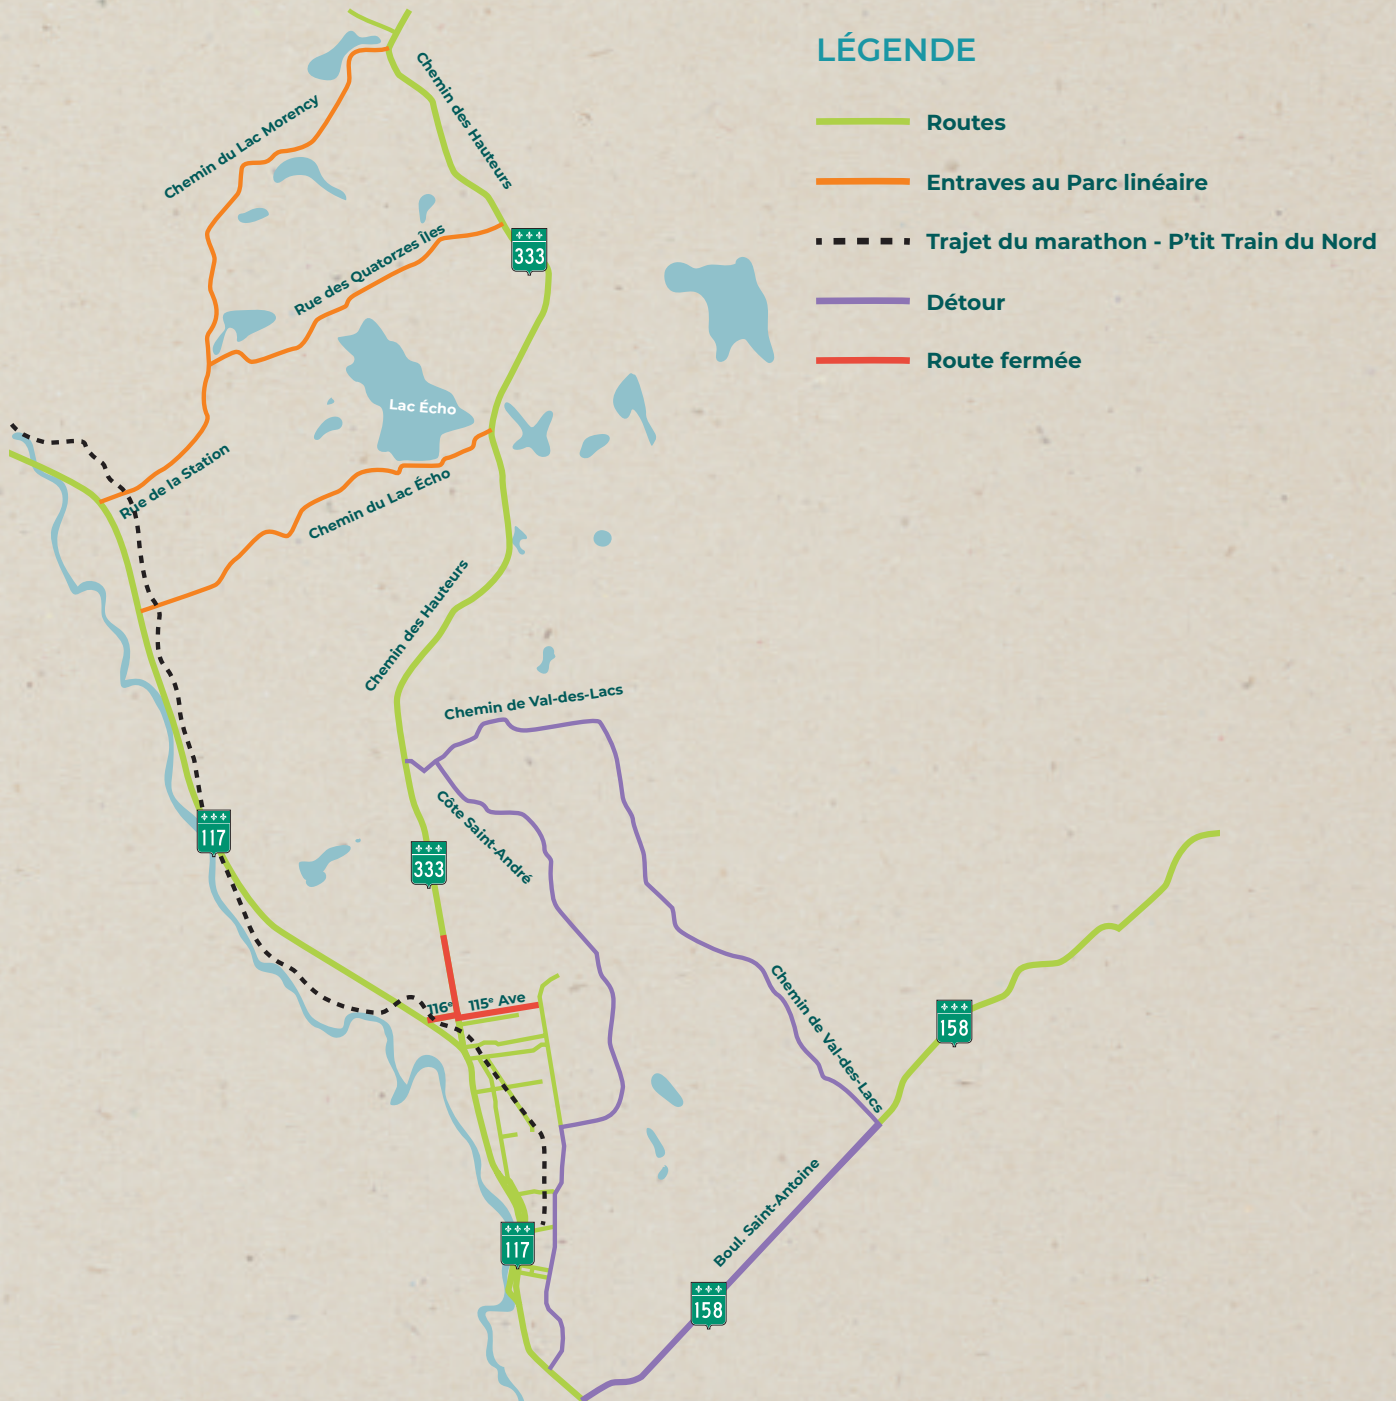 LÉGENDE
Routes
Entraves au Parc linéaire
Trajet du marathon - P'tit Train du Nord
Détour
Route fermée
Chemin des Hauteurs
Chemin du Lac Morency
Rue des Quatorzes Îles
333
Lac Écho
Rue de la Station
Chemin du Lac Écho
Chemin des Hauteurs
Chemin de Val-des-Lacs
Côte Saint-André
117
333
116e
115e Ave
Chemin de Val-des-Lacs
158
Boul. Saint-Antoine
117
158